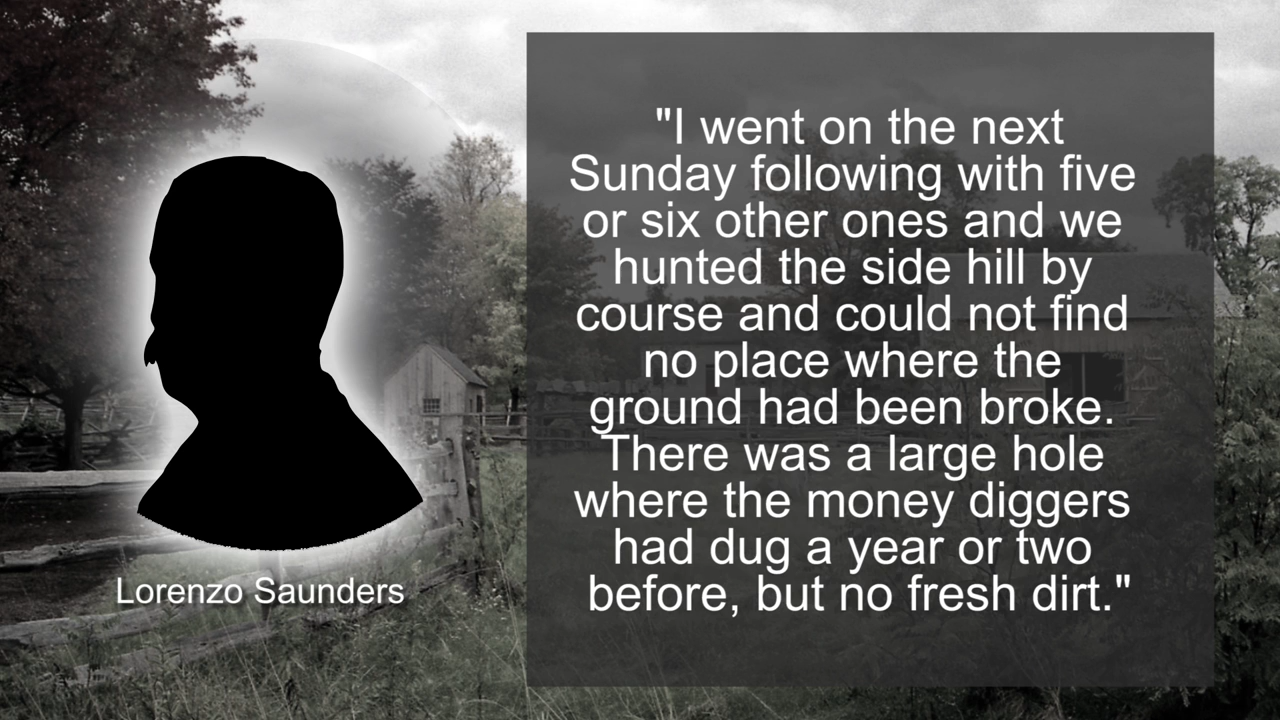 "I went on the next
Sunday following with five
or six other ones and we
hunted the side hill by
course and could not find
no place where the
ground had been broke.
There was a large hole
where the money diggers
had dug a year or two
before, but no fresh dirt."
Lorenzo Saunders